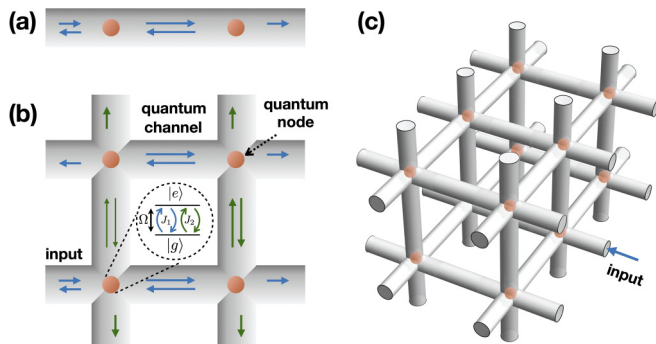 (a)
(b)
quantum
channel
quantum
node
|e⟩
Ω
J₁
J₂
|g⟩
input
(c)
input